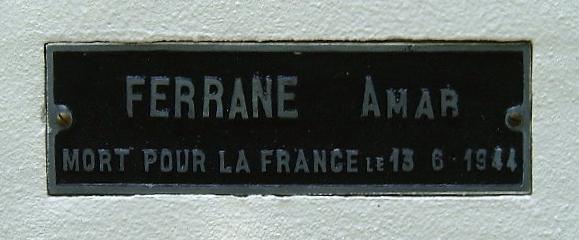 FERRANE AMAR
MORT POUR LA FRANCE LE 13 6 1944